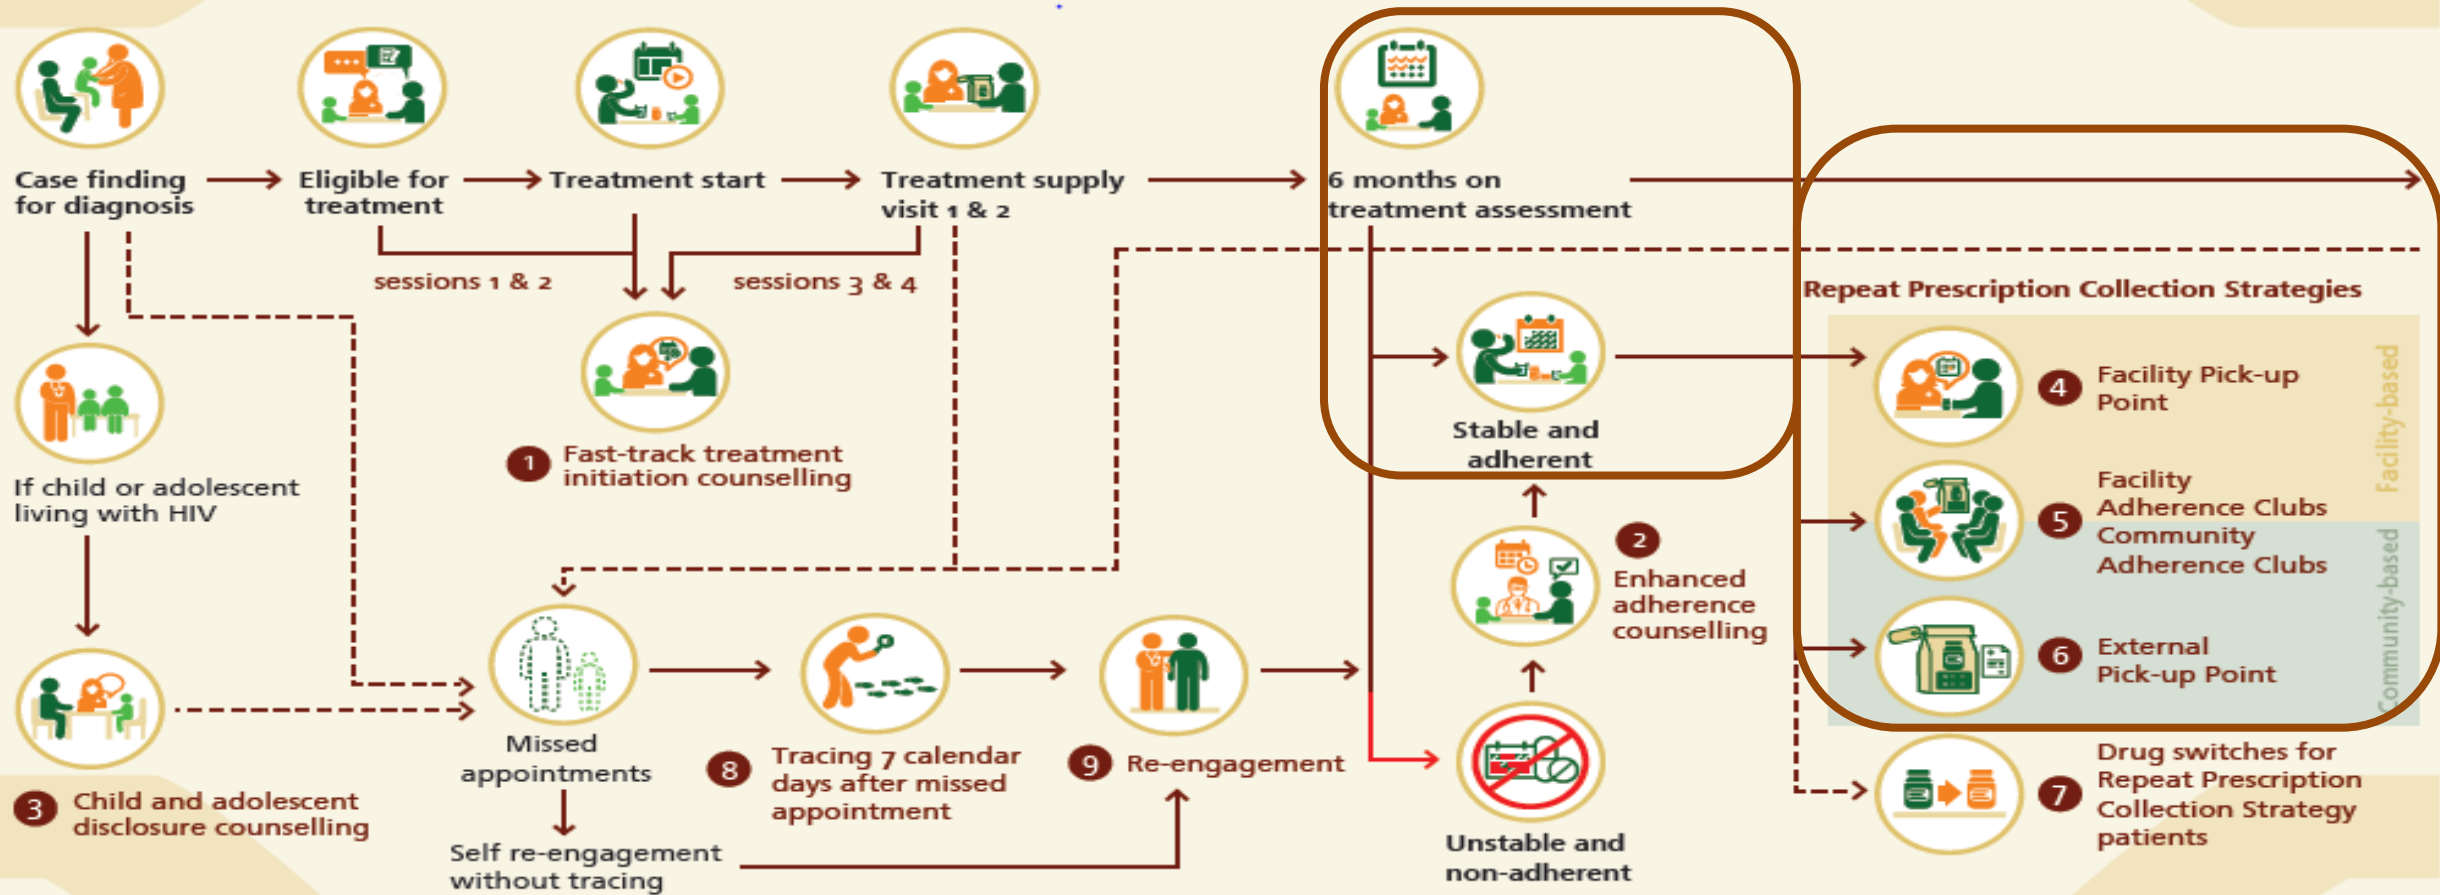 Case finding
for diagnosis
Eligible for
treatment
Treatment start
Treatment supply
visit 1 & 2
6 months on
treatment assessment
sessions 1 & 2
sessions 3 & 4
1
Fast-track treatment
initiation counselling
If child or adolescent
living with HIV
3
Child and adolescent
disclosure counselling
Missed
appointments
Self re-engagement
without tracing
8
Tracing 7 calendar
days after missed
appointment
9
Re-engagement
Stable and
adherent
2
Enhanced
adherence
counselling
Unstable and
non-adherent
Repeat Prescription Collection Strategies
Facility-based
4
Facility Pick-up
Point
5
Facility
Adherence Clubs
Community
Adherence Clubs
Community-based
6
External
Pick-up Point
7
Drug switches for
Repeat Prescription
Collection Strategy
patients